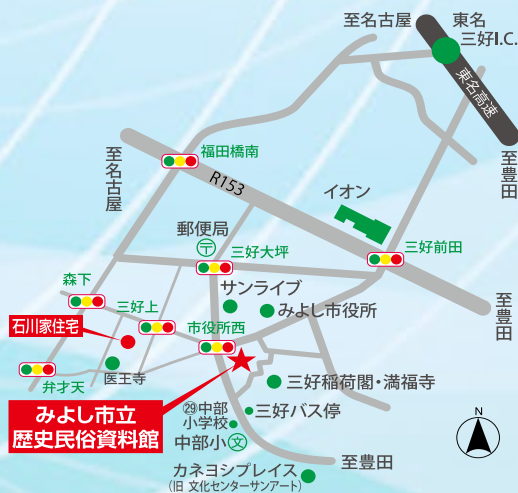 至名古屋
東名
三好I.C.
東名高速
至豊田
福田橋南
至名古屋
R153
イオン
郵便局
〒
三好大坪
三好前田
森下
サンライブ
三好上
みよし市役所
至豊田
石川家住宅
市役所西
医王寺
弁才天
三好稲荷閣・満福寺
みよし市立
歴史民俗資料館
㉙中部
小学校
三好バス停
中部小
文
至豊田
カネヨシプレイス
(旧 文化センターサンアート)
N